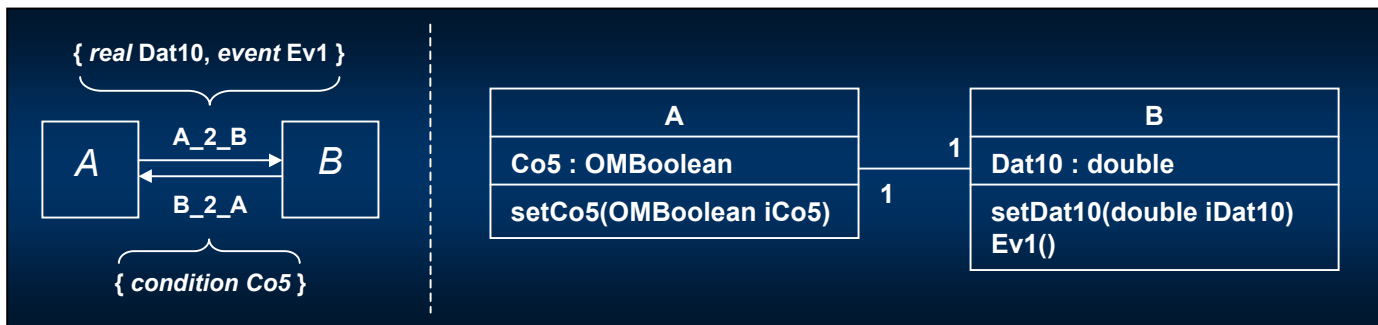 { real Dat10, event Ev1 }
A_2_B
A
B
B_2_A
{ condition Co5 }
A
Co5 : OMBoolean
setCo5(OMBoolean iCo5)
1
1
B
Dat10 : double
setDat10(double iDat10)
Ev1()